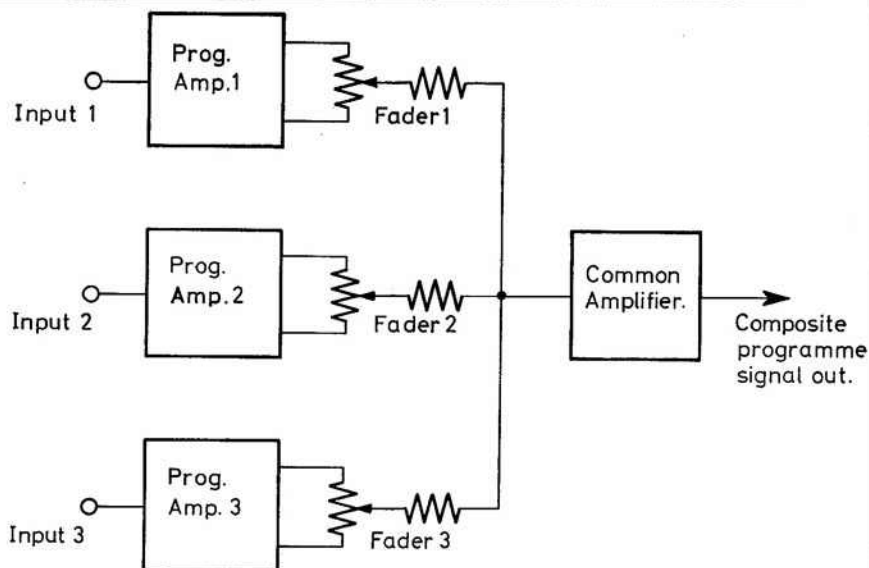 Prog.
Amp.1
Input 1
Fader1
Prog.
Amp.2
Input 2
Fader 2
Common
Amplifier.
Composite
programme
signal out.
Prog.
Amp. 3
Input 3
Fader 3